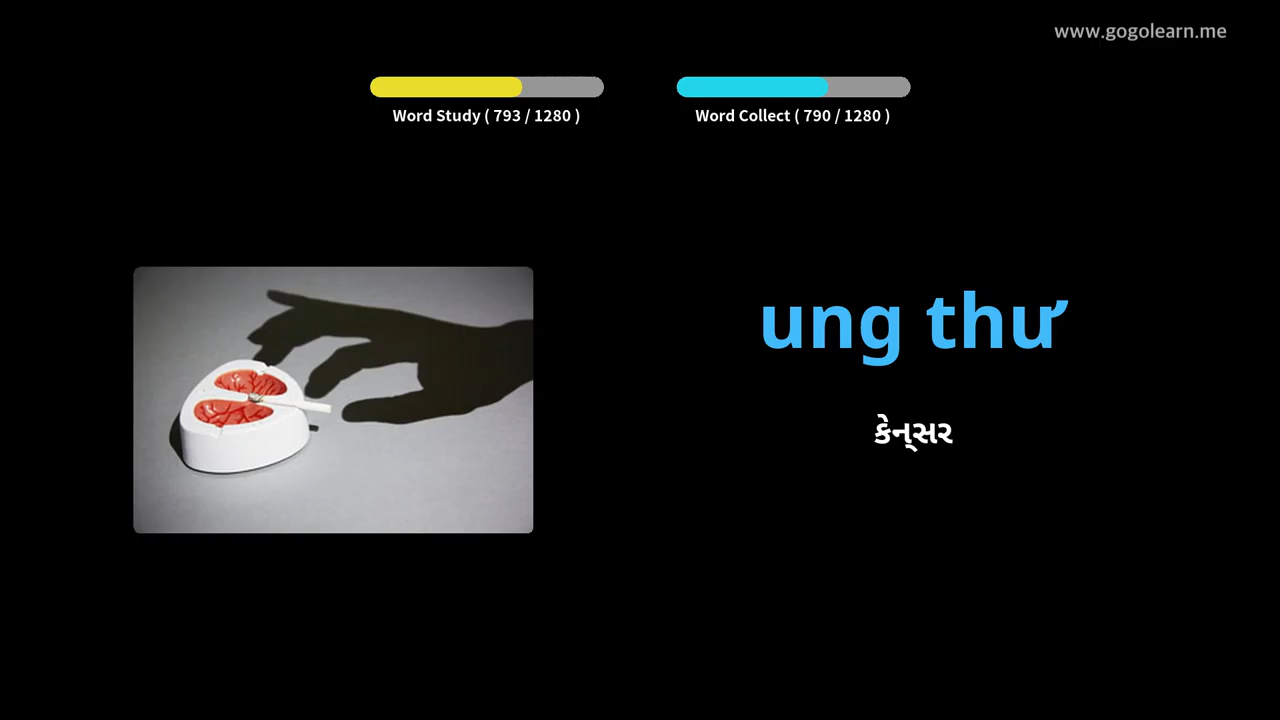 www.gogolearn.me
Word Study ( 793 / 1280 )
Word Collect ( 790 / 1280 )
ung thư
કેન્સર